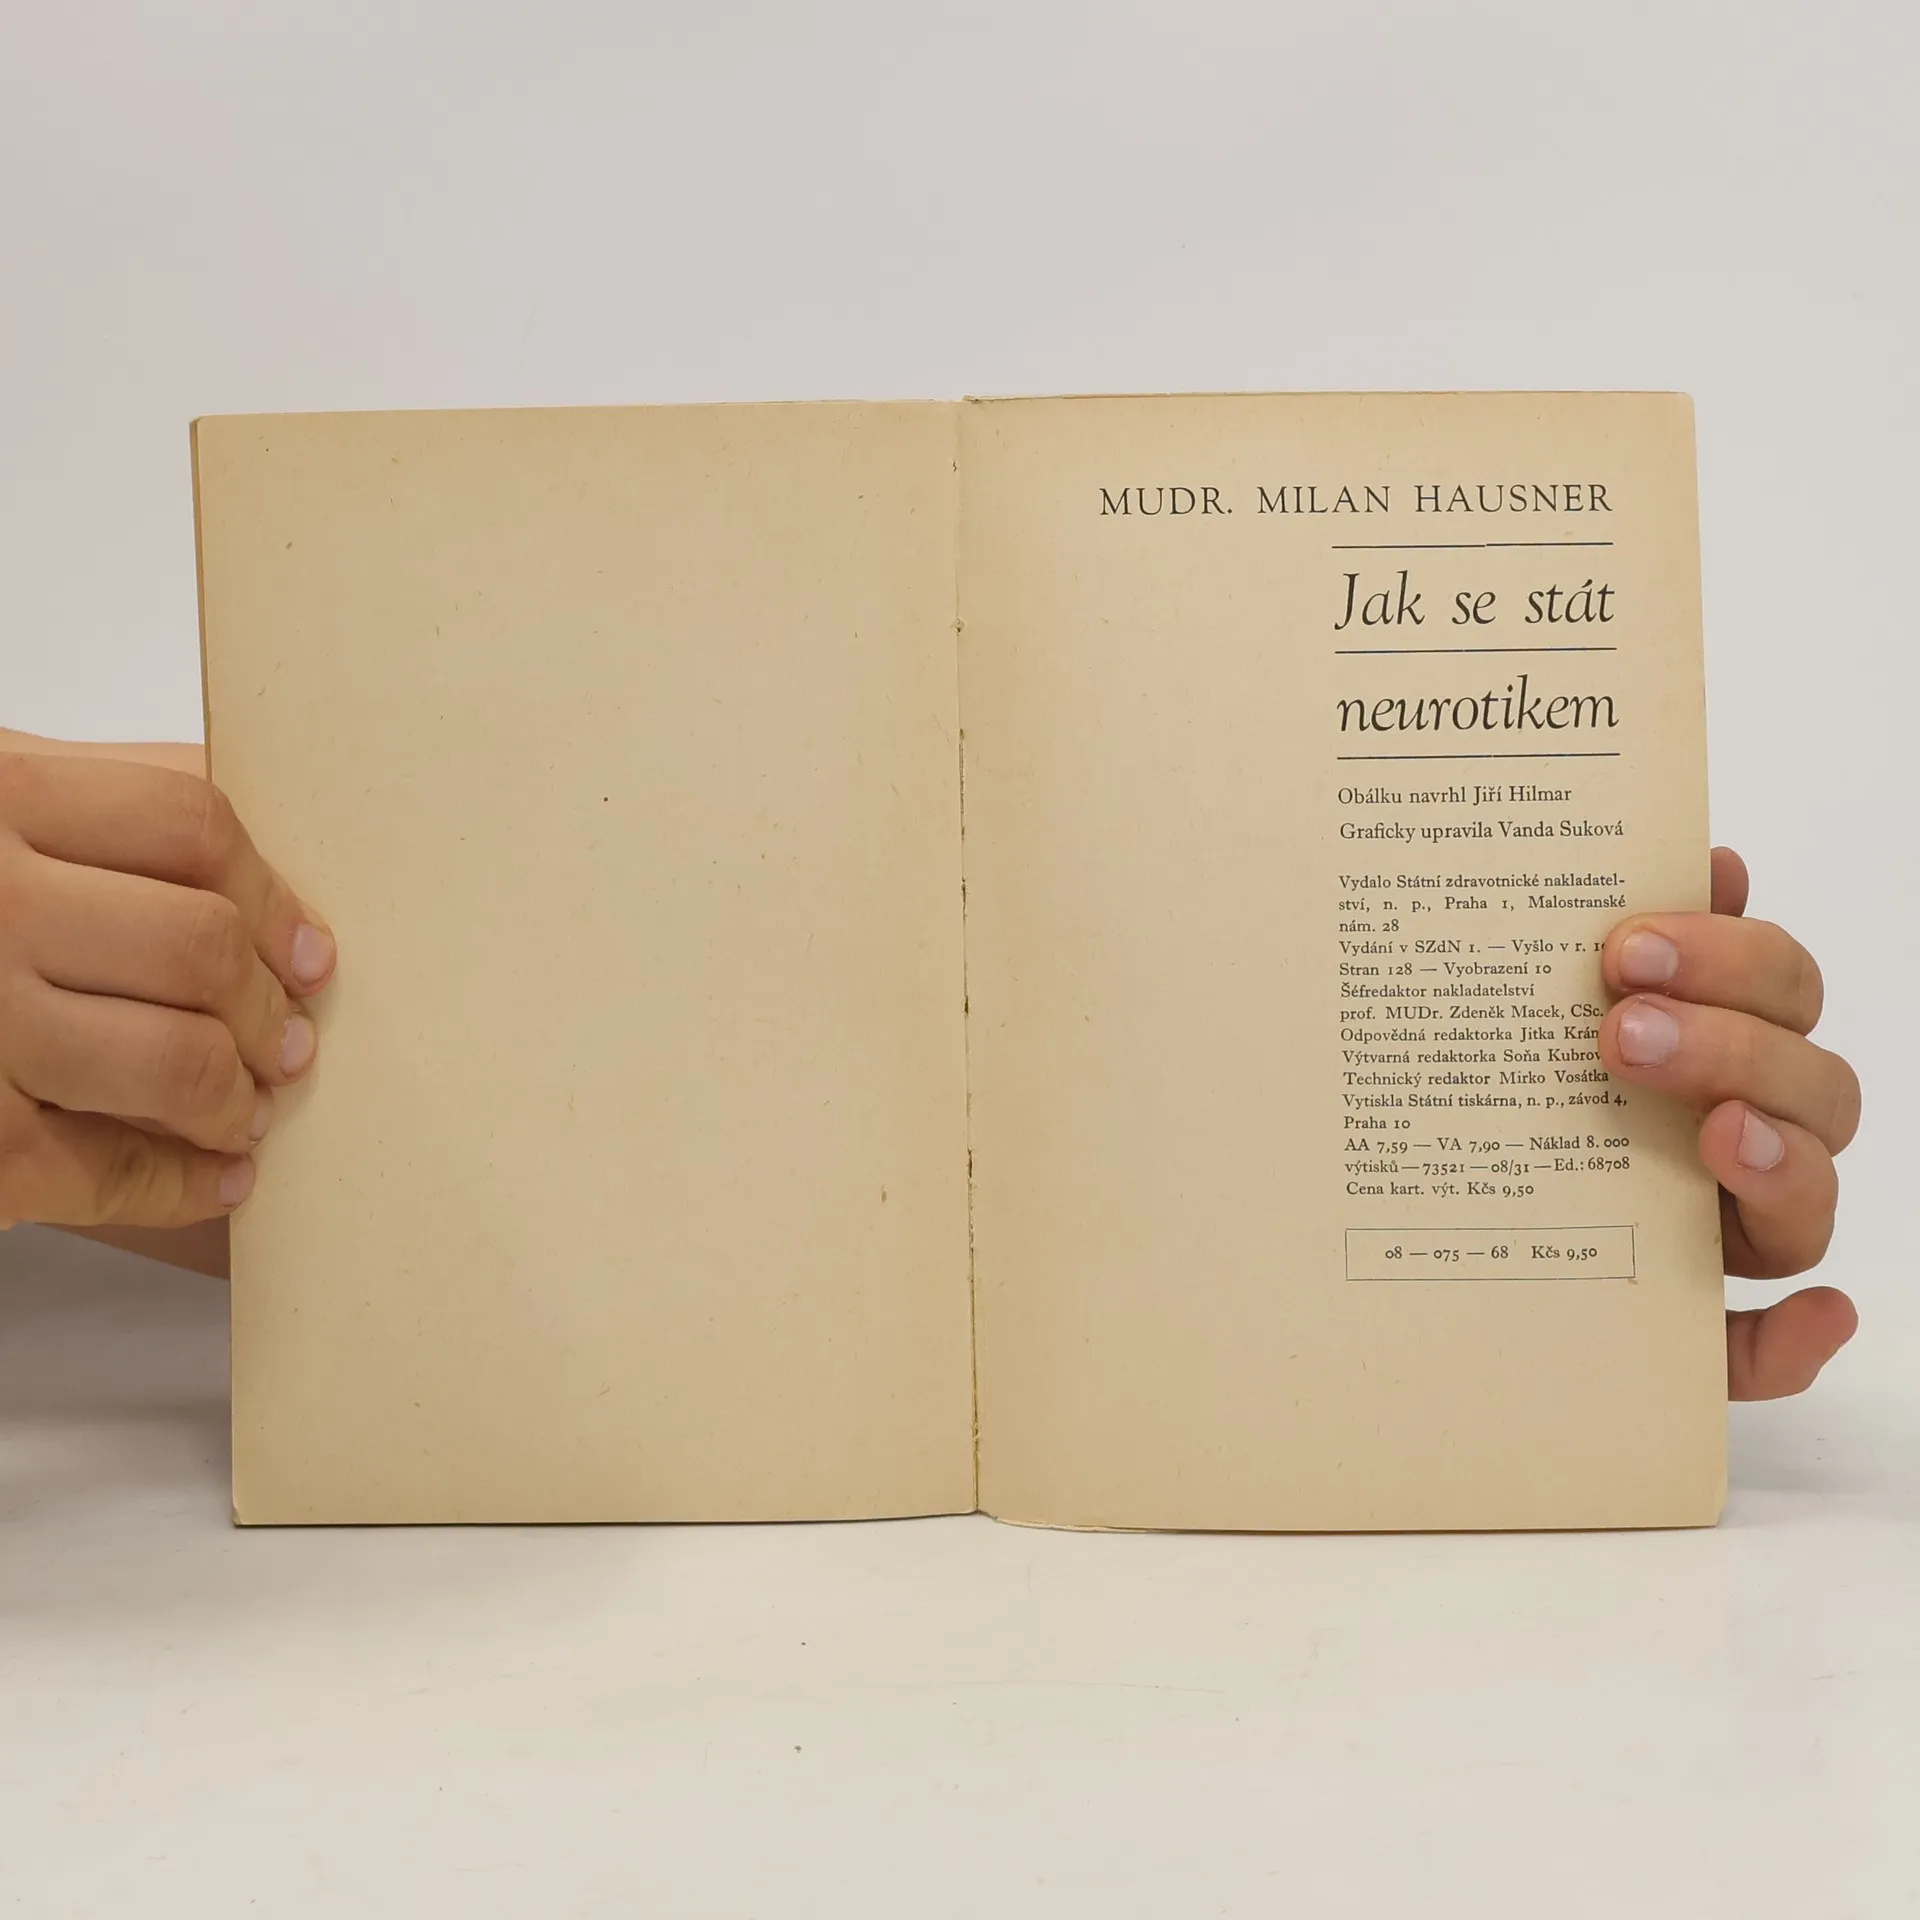 MUDR. MILAN HAUSNER
Jak se stát
neurotikem
Obálku navrhl Jiří Hilmar
Graficky upravila Vanda Suková
Vydalo Státní zdravotnické nakladatel-
ství, n. p., Praha 1, Malostranské
nám. 28
Vydání v SZdN 1. — Vyšlo v r.
Stran 128 — Vyobrazení 10
Šéfredaktor nakladatelství
prof. MUDr. Zdeněk Macek, CSc.
Odpovědná redaktorka Jitka
Výtvarná redaktorka Soňa
Technický redaktor Mirko Vosátka
Vytiskla Státní tiskárna, n. p., závod 4,
Praha 10
AA 7,59 — VA 7,90 — Náklad 8.000
výtisků — 73521 — 08/31 — Ed.: 68708
Cena kart. výt. Kčs 9,50
08 — 075 — 68 Kčs 9,50